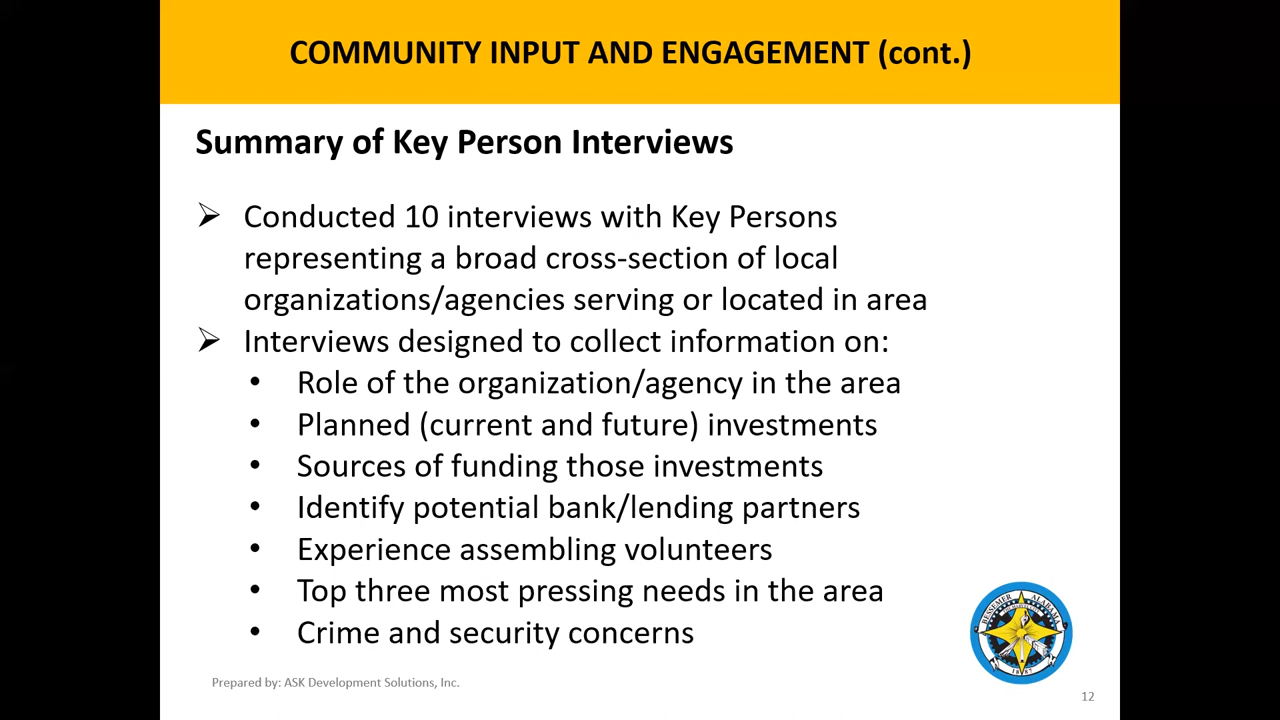 COMMUNITY INPUT AND ENGAGEMENT (cont.)
Summary of Key Person Interviews
➢ Conducted 10 interviews with Key Persons
representing a broad cross-section of local
organizations/agencies serving or located in area
➢ Interviews designed to collect information on:
• Role of the organization/agency in the area
• Planned (current and future) investments
• Sources of funding those investments
• Identify potential bank/lending partners
• Experience assembling volunteers
• Top three most pressing needs in the area
• Crime and security concerns
BESSEMER ALABAMA
1887
Prepared by: ASK Development Solutions, Inc.
12